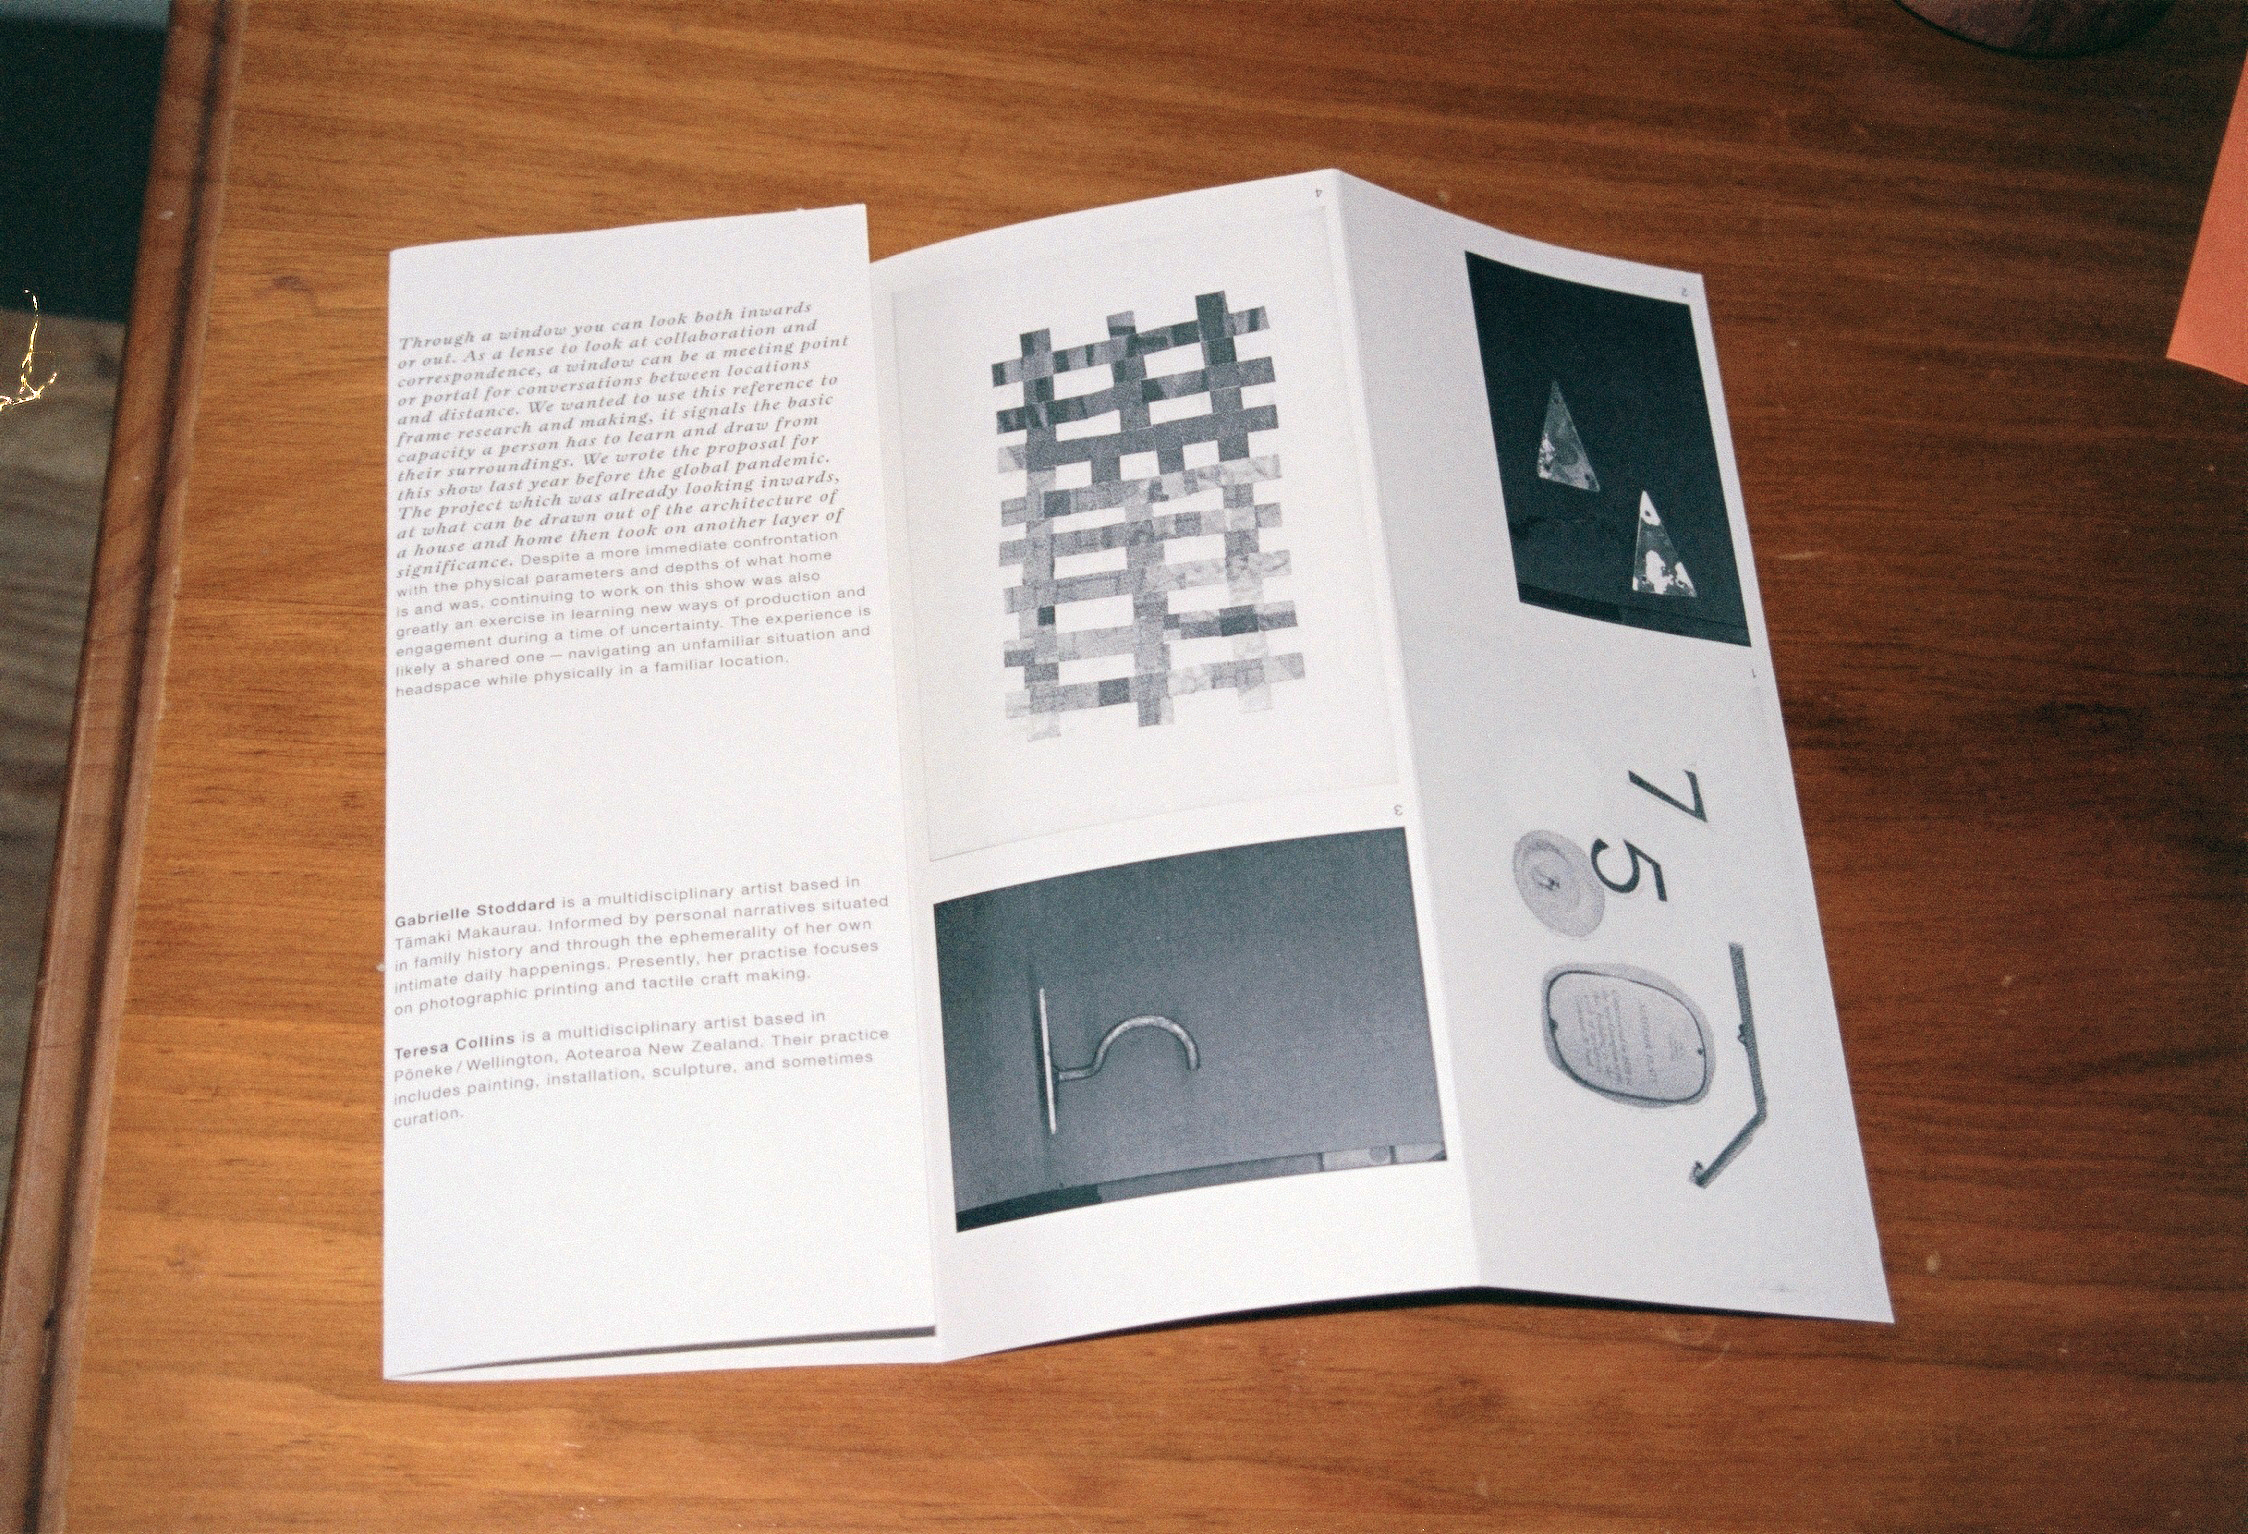 Through a window you can look both inwards
or out. As a lense to look at collaboration and
correspondence, a window can be a meeting point
or portal for conversations between locations
and distance. We wanted to use this reference to
frame research and making, it signals the basic
capacity a person has to learn and draw from
their surroundings. We wrote the proposal for
this show last year before the global pandemic.
The project which was already looking inwards,
at what can be drawn out of the architecture of
a house and home then took on another layer of
significance. Despite a more immediate confrontation
with the physical parameters and depths of what home
is and was, continuing to work on this show was also
greatly an exercise in learning new ways of production and
engagement during a time of uncertainty. The experience is
likely a shared one — navigating an unfamiliar situation and
headspace while physically in a familiar location.
Gabrielle Stoddard is a multidisciplinary artist based in
Tāmaki Makaurau. Informed by personal narratives situated
in family history and through the ephemerality of her own
intimate daily happenings. Presently, her practise focuses
on photographic printing and tactile craft making.
Teresa Collins is a multidisciplinary artist based in
Pōneke / Wellington, Aotearoa New Zealand. Their practice
includes painting, installation, sculpture, and sometimes
curation.
4
3
2
1
7
5